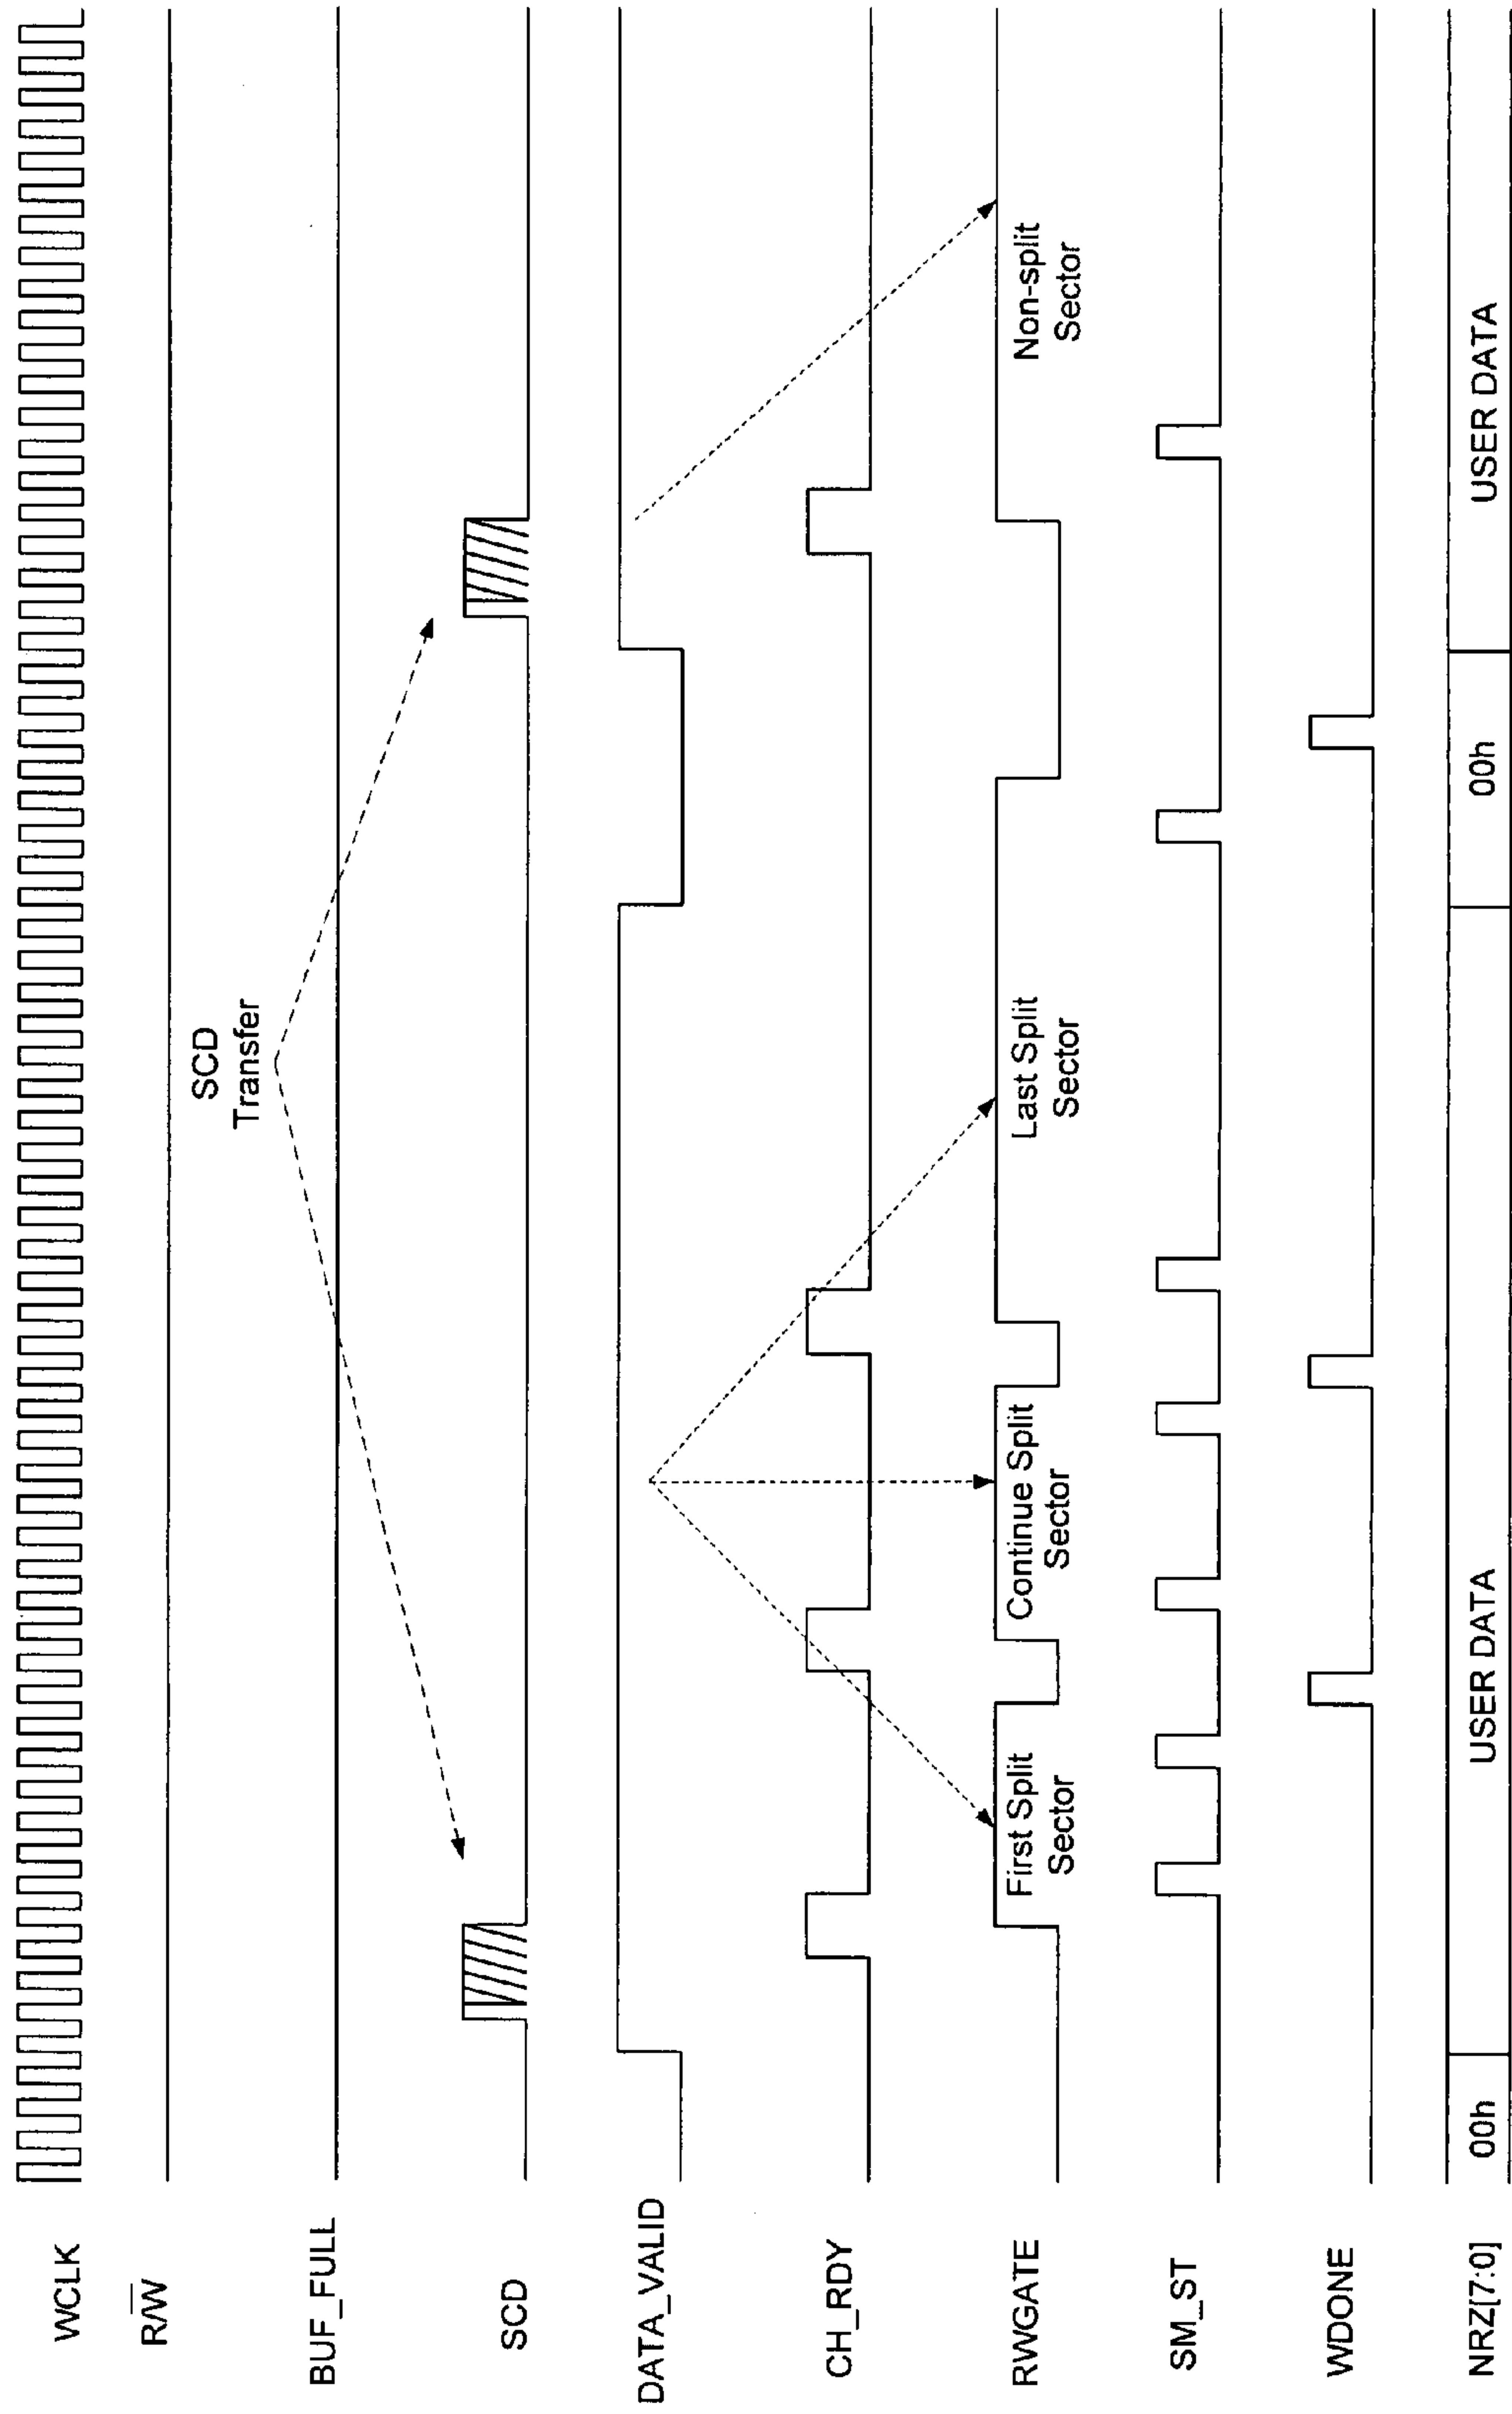 WCLK
R/W̅
SCD
Transfer
BUF_FULL
SCD
DATA_VALID
CH_RDY
RWGATE
First Split
Sector
Continue Split
Sector
Last Split
Sector
Non-split
Sector
SM_ST
WDONE
NRZ[7:0]
00h
USER DATA
00h
USER DATA